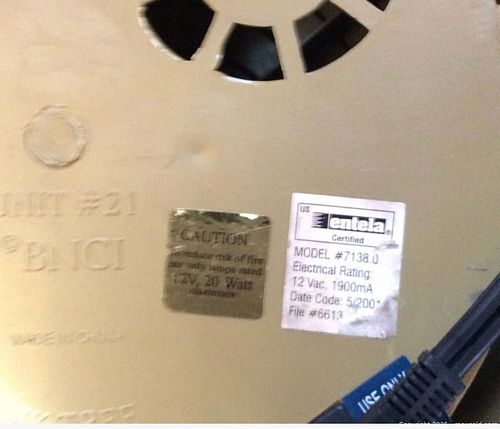 UNIT #21
©BNCI
MADE IN CHINA
CAUTION
To reduce risk of fire
use only lamps rated
12V, 20 Watt
maximum
US
entela
Certified
MODEL #7138.0
Electrical Rating:
12 Vac, 1900mA
Date Code: 5/2001
File #6613
USE ONLY